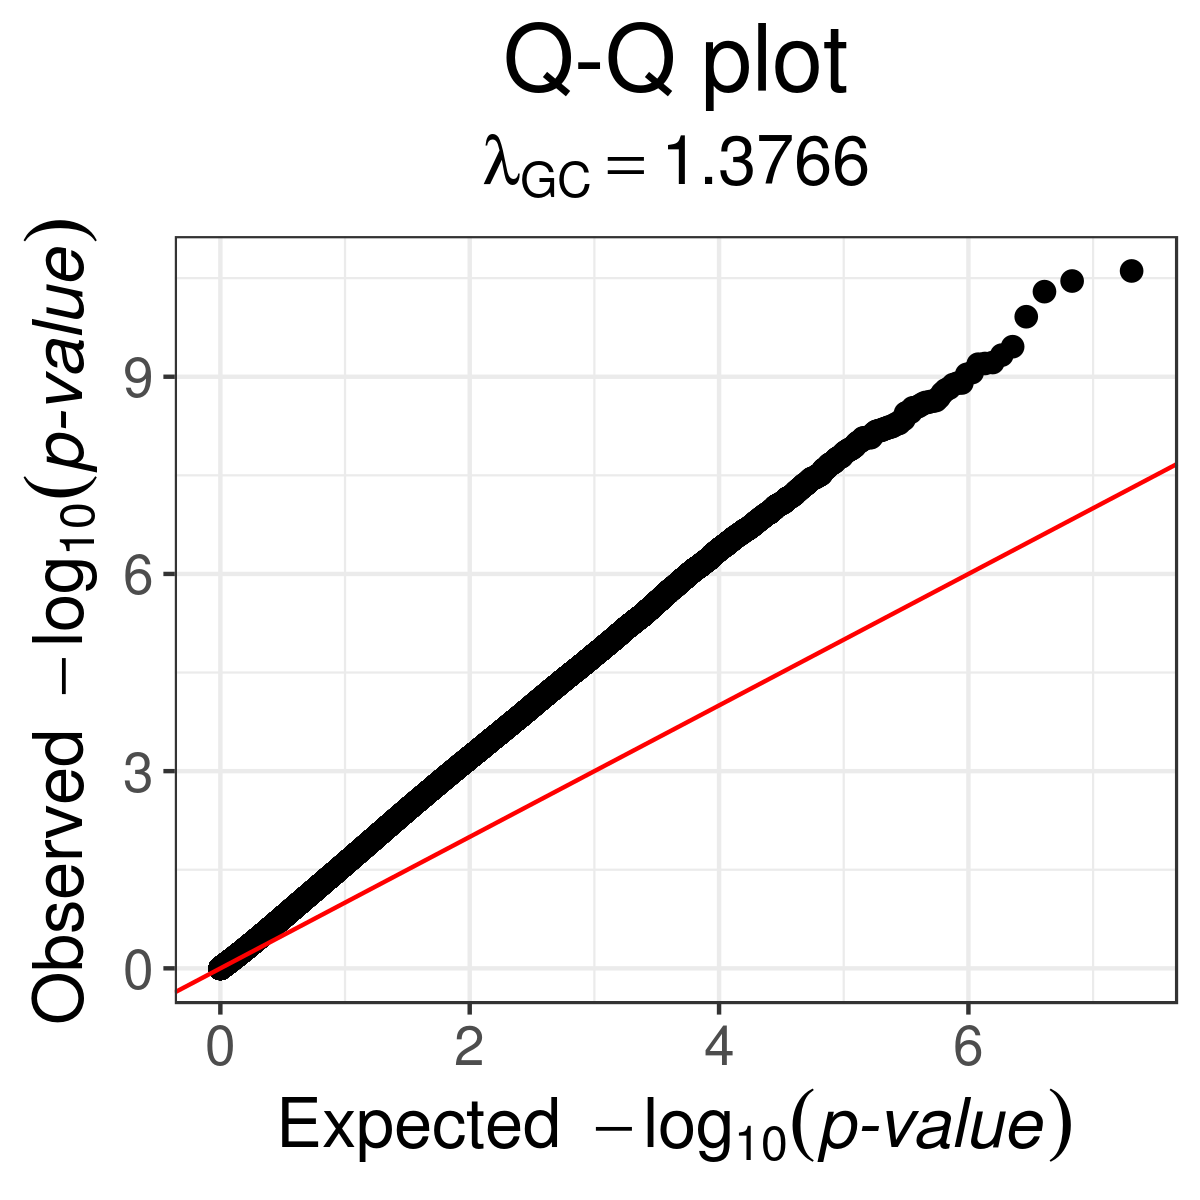 Q-Q plot
λGC = 1.3766
Observed −log10(p-value)
9
6
3
0
0 2 4 6
Expected −log10(p-value)